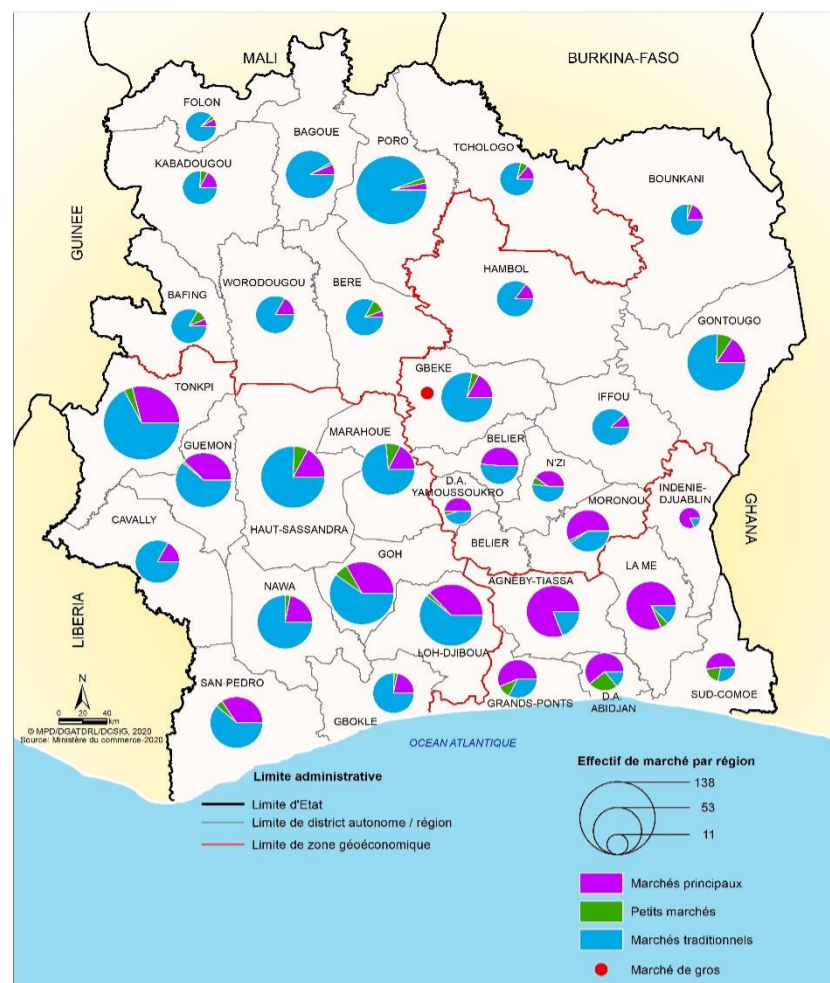 MALI
BURKINA-FASO
FOLON
BAGOUE
PORO
TCHOLOGO
KABADOUGOU
BOUNKANI
GUINEE
HAMBOL
WORODOUGOU
BERE
BAFING
GONTOUGO
GBEKE
TONKPI
IFFOU
MARAHOUE
BELIER
GUEMON
N'ZI
D.A.
YAMOUSSOUKRO
INDENIE-
DJUABLIN
MORONOU
GHANA
CAVALLY
HAUT-SASSANDRA
BELIER
GOH
LA ME
AGNEBY-TIASSA
NAWA
LIBERIA
LOH-DJIBOUA
SAN-PEDRO
SUD-COMOE
GRANDS-PONTS
D.A.
ABIDJAN
GBOKLE
N
0 20 40
km
© MPD/DGATDRL/DCSIG, 2020
Source: Ministère du commerce-2020
OCEAN ATLANTIQUE
Limite administrative
Limite d'Etat
Limite de district autonome / région
Limite de zone géoéconomique
Effectif de marché par région
138
53
11
Marchés principaux
Petits marchés
Marchés traditionnels
Marché de gros